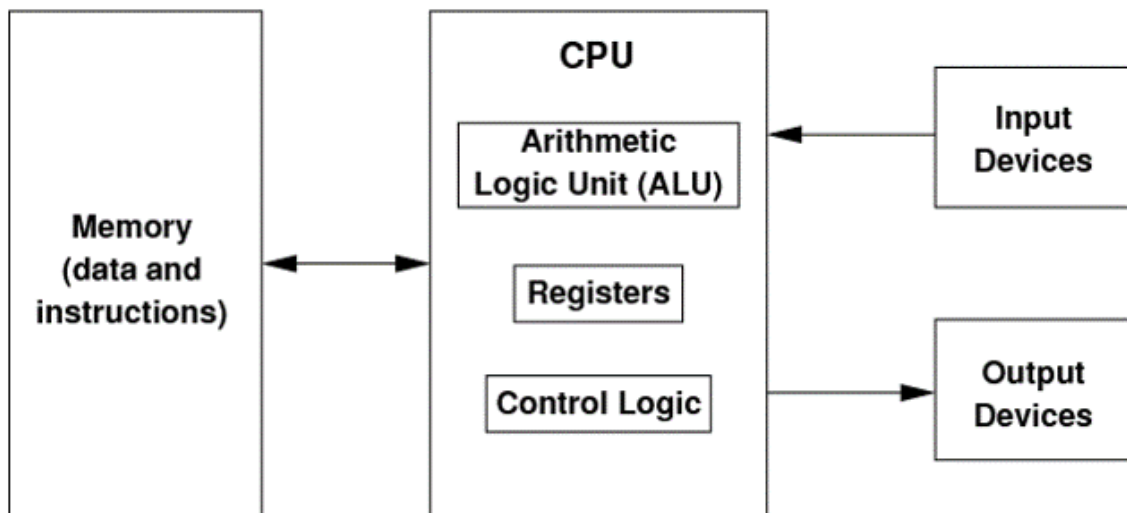 Memory
(data and
instructions)
CPU
Arithmetic
Logic Unit (ALU)
Registers
Control Logic
Input
Devices
Output
Devices